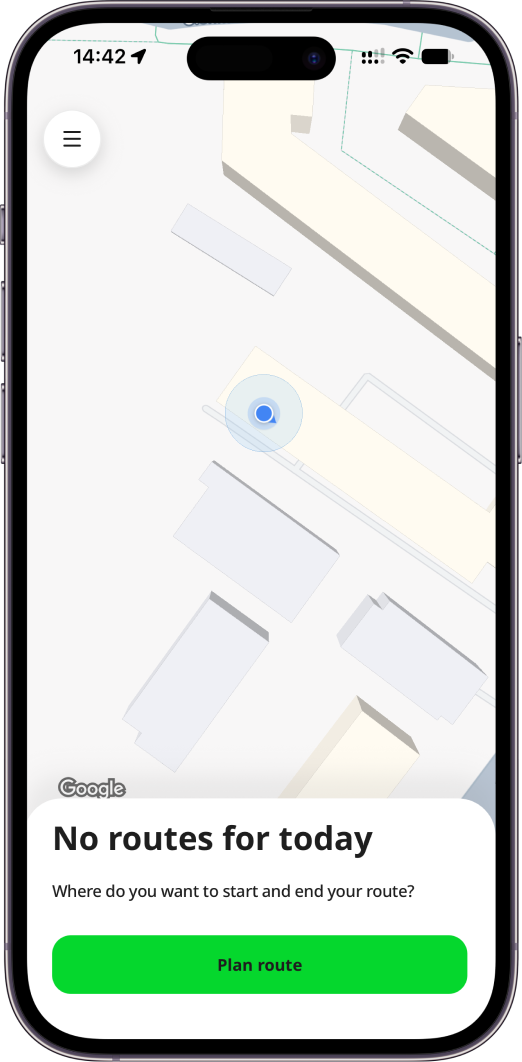 14:42
Google
No routes for today
Where do you want to start and end your route?
Plan route